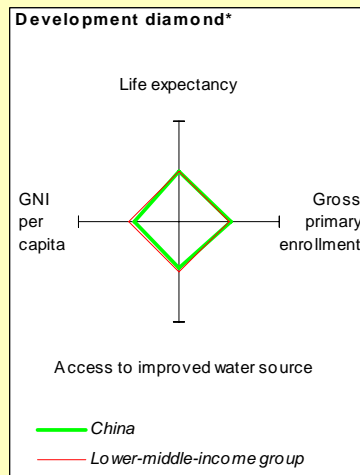 Development diamond*
Life expectancy
GNI
per
capita
Gross
primary
enrollment
Access to improved water source
China
Lower-middle-income group